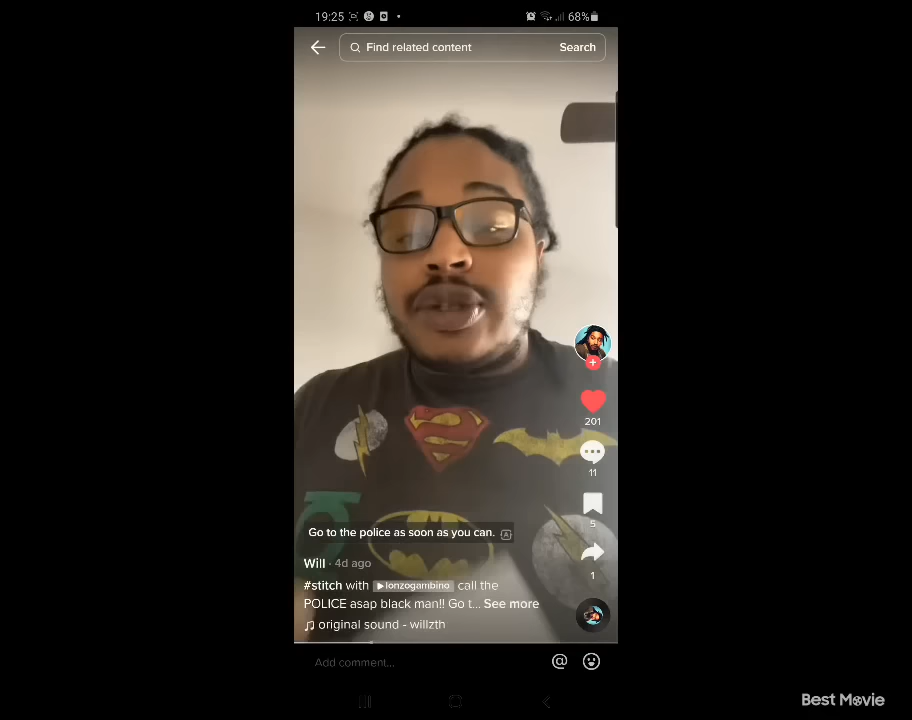 19:25
68%
Find related content
Search
201
11
5
1
Go to the police as soon as you can.
Will · 4d ago
#stitch with ▶lonzogambino call the
POLICE asap black man!! Go t... See more
♫ original sound - willzth
Add comment...
@
Best Movie